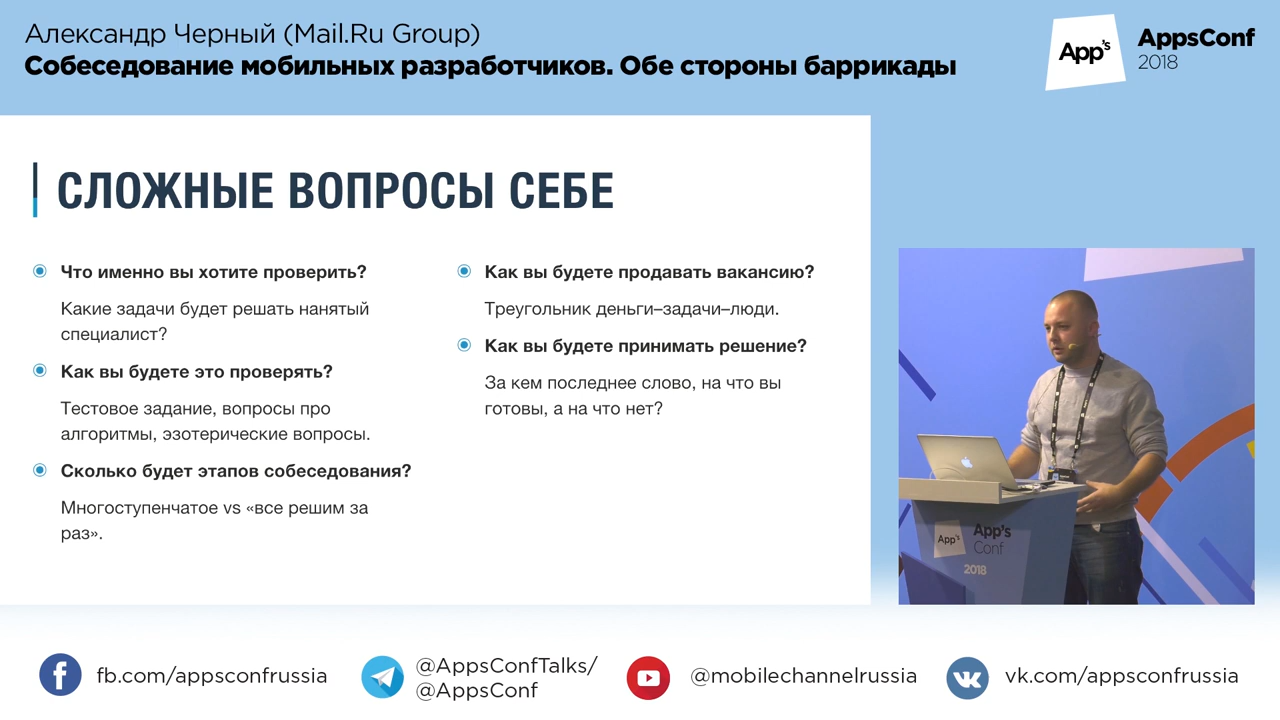 Александр Черный (Mail.Ru Group)
Собеседование мобильных разработчиков. Обе стороны баррикады
App's
AppsConf
2018
СЛОЖНЫЕ ВОПРОСЫ СЕБЕ
Что именно вы хотите проверить?
Какие задачи будет решать нанятый
специалист?
Как вы будете это проверять?
Тестовое задание, вопросы про
алгоритмы, эзотерические вопросы.
Сколько будет этапов собеседования?
Многоступенчатое vs «все решим за
раз».
Как вы будете продавать вакансию?
Треугольник деньги–задачи–люди.
Как вы будете принимать решение?
За кем последнее слово, на что вы
готовы, а на что нет?
App's
App's
Conf
2018
fb.com/appsconfrussia
@AppsConfTalks/
@AppsConf
@mobilechannelrussia
vk.com/appsconfrussia